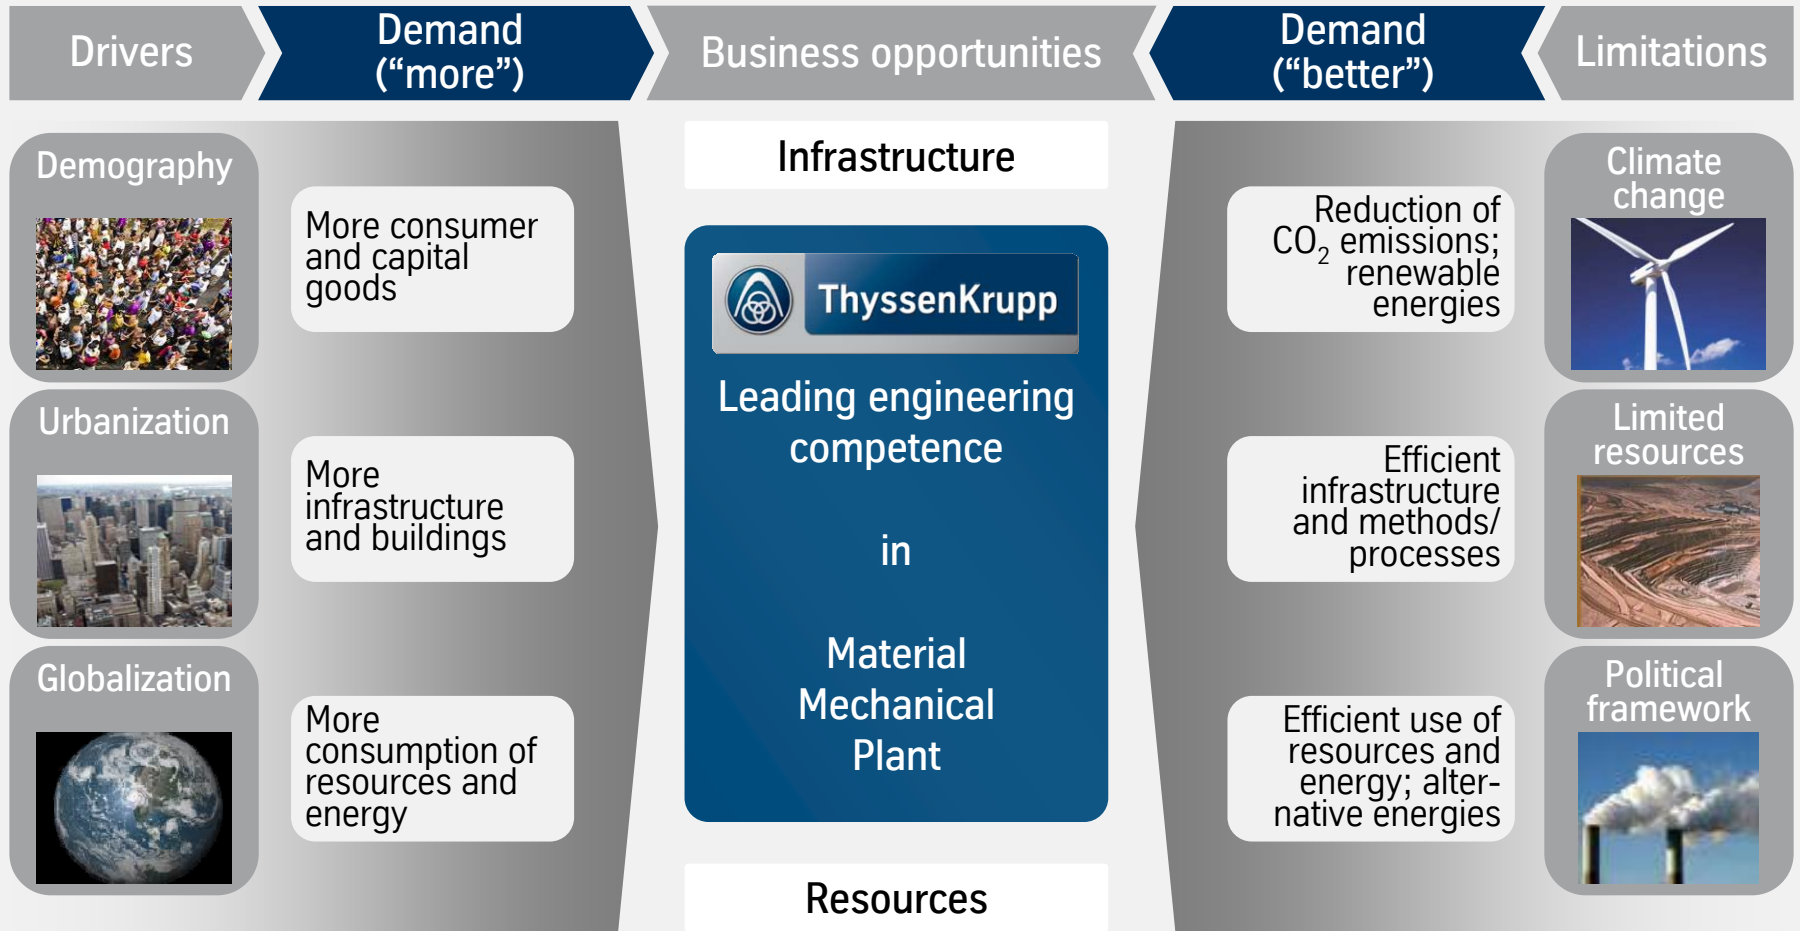 Drivers
Demand
(“more”)
Business opportunities
Demand
(“better”)
Limitations
Demography
More consumer
and capital
goods
Urbanization
More
infrastructure
and buildings
Globalization
More
consumption of
resources and
energy
Infrastructure
ThyssenKrupp
Leading engineering
competence
in
Material
Mechanical
Plant
Resources
Reduction of
CO₂ emissions;
renewable
energies
Climate
change
Efficient
infrastructure
and methods/
processes
Limited
resources
Efficient use of
resources and
energy; alter-
native energies
Political
framework